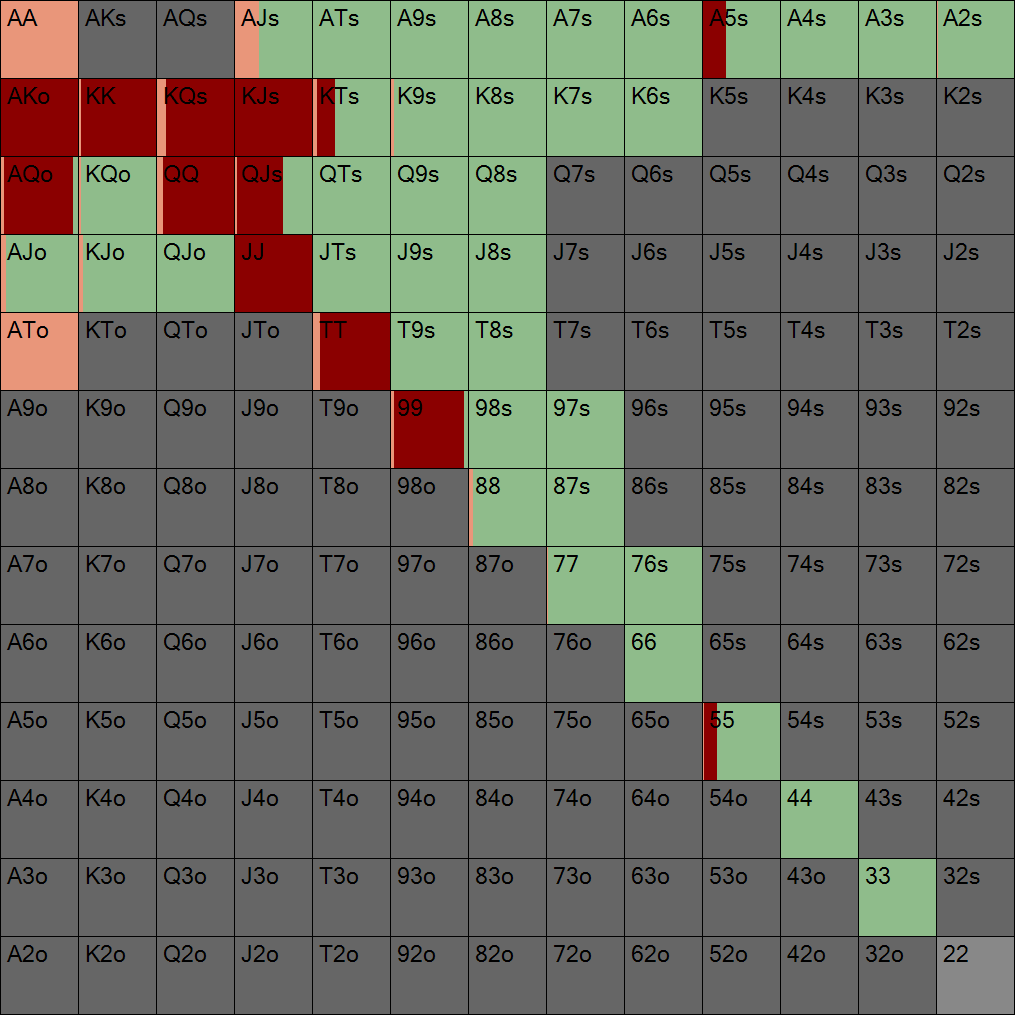 AA AKs AQs AJs ATs A9s A8s A7s A6s A5s A4s A3s A2s
AKo KK KQs KJs KTs K9s K8s K7s K6s K5s K4s K3s K2s
AQo KQo QQ QJs QTs Q9s Q8s Q7s Q6s Q5s Q4s Q3s Q2s
AJo KJo QJo JJ JTs J9s J8s J7s J6s J5s J4s J3s J2s
ATo KTo QTo JTo TT T9s T8s T7s T6s T5s T4s T3s T2s
A9o K9o Q9o J9o T9o 99 98s 97s 96s 95s 94s 93s 92s
A8o K8o Q8o J8o T8o 98o 88 87s 86s 85s 84s 83s 82s
A7o K7o Q7o J7o T7o 97o 87o 77 76s 75s 74s 73s 72s
A6o K6o Q6o J6o T6o 96o 86o 76o 66 65s 64s 63s 62s
A5o K5o Q5o J5o T5o 95o 85o 75o 65o 55 54s 53s 52s
A4o K4o Q4o J4o T4o 94o 84o 74o 64o 54o 44 43s 42s
A3o K3o Q3o J3o T3o 93o 83o 73o 63o 53o 43o 33 32s
A2o K2o Q2o J2o T2o 92o 82o 72o 62o 52o 42o 32o 22